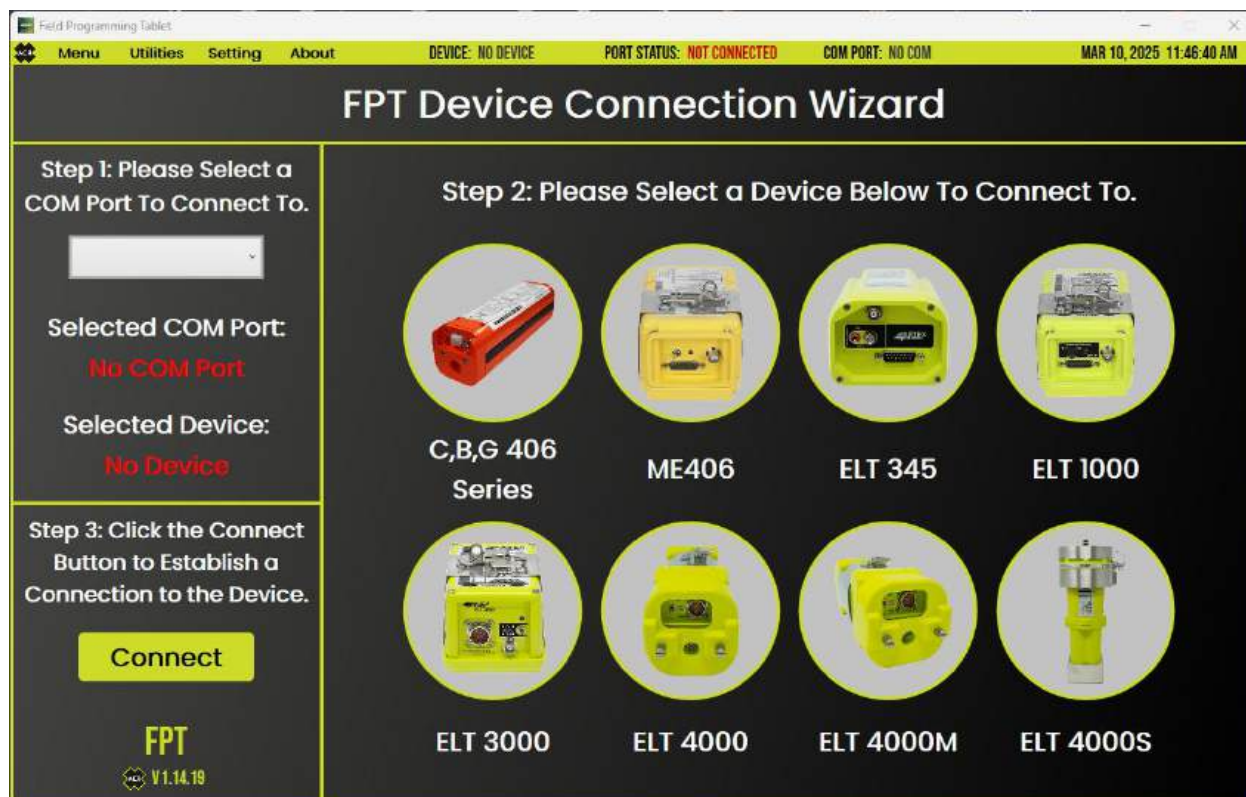 Field Programming Tablet
Menu Utilities Setting About DEVICE: NO DEVICE PORT STATUS: NOT CONNECTED COM PORT: NO COM MAR 10, 2025 11:46:40 AM
FPT Device Connection Wizard
Step 1: Please Select a
COM Port To Connect To.
Selected COM Port:
No COM Port
Selected Device:
No Device
Step 3: Click the Connect
Button to Establish a
Connection to the Device.
Connect
FPT
ACR V 1.14.19
Step 2: Please Select a Device Below To Connect To.
C,B,G 406
Series
ME406
ELT 345
ELT 1000
ELT 3000
ELT 4000
ELT 4000M
ELT 4000S